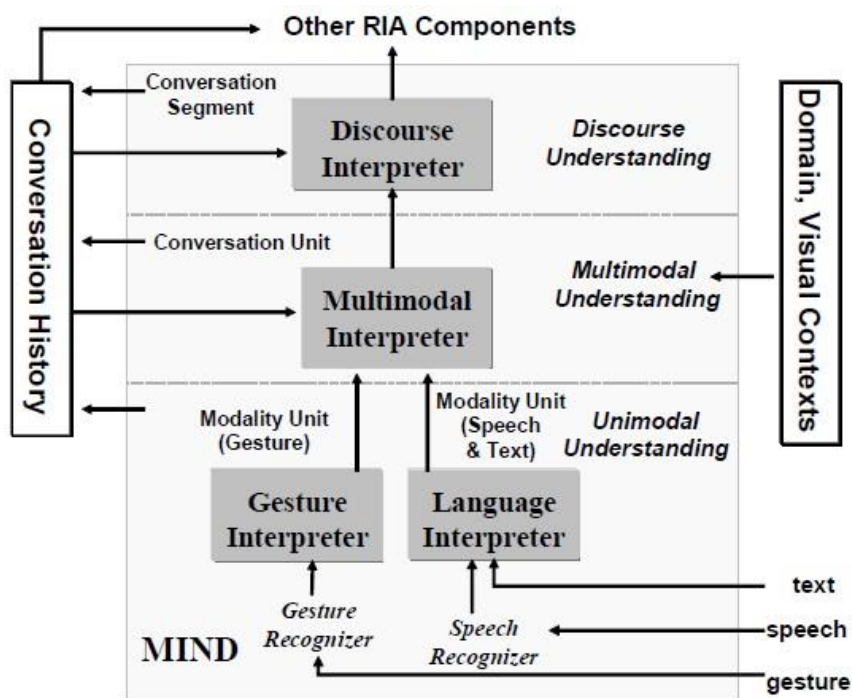 Other RIA Components
Conversation
Segment
Discourse
Interpreter
Discourse
Understanding
Conversation History
Domain, Visual Contexts
Conversation Unit
Multimodal
Interpreter
Multimodal
Understanding
Modality Unit
(Gesture)
Modality Unit
(Speech
& Text)
Unimodal
Understanding
Gesture
Interpreter
Language
Interpreter
text
Gesture
Recognizer
Speech
Recognizer
speech
MIND
gesture